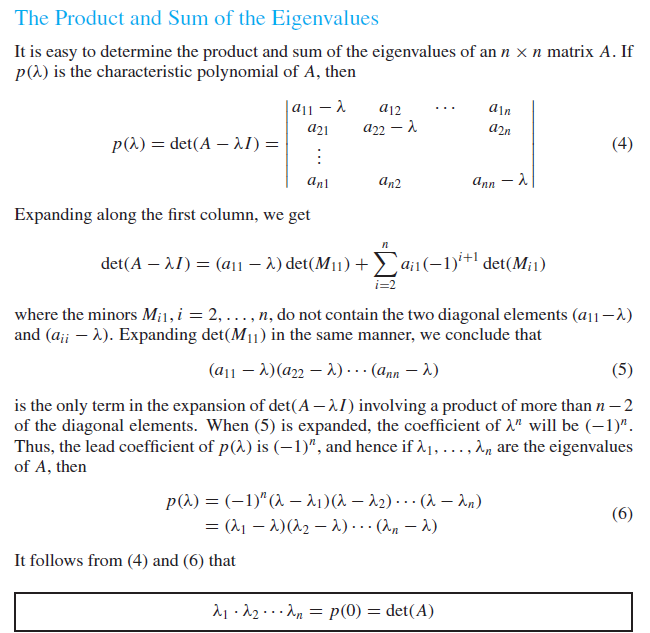 The Product and Sum of the Eigenvalues
It is easy to determine the product and sum of the eigenvalues of an n × n matrix A. If
p(λ) is the characteristic polynomial of A, then
p(λ) = det(A − λI) = | a₁₁ − λ a₁₂ ⋯ a₁ₙ |
| a₂₁ a₂₂ − λ a₂ₙ |
| ⋮ |
| aₙ₁ aₙ₂ aₙₙ − λ | (4)
Expanding along the first column, we get
det(A − λI) = (a₁₁ − λ) det(M₁₁) + ∑ᵢ₌₂ⁿ aᵢ₁(−1)ⁱ⁺¹ det(Mᵢ₁)
where the minors Mᵢ₁, i = 2, . . . , n, do not contain the two diagonal elements (a₁₁ − λ)
and (aᵢᵢ − λ). Expanding det(M₁₁) in the same manner, we conclude that
(a₁₁ − λ)(a₂₂ − λ) ⋯ (aₙₙ − λ) (5)
is the only term in the expansion of det(A − λI) involving a product of more than n − 2
of the diagonal elements. When (5) is expanded, the coefficient of λⁿ will be (−1)ⁿ.
Thus, the lead coefficient of p(λ) is (−1)ⁿ, and hence if λ₁, . . . , λₙ are the eigenvalues
of A, then
p(λ) = (−1)ⁿ(λ − λ₁)(λ − λ₂) ⋯ (λ − λₙ)
= (λ₁ − λ)(λ₂ − λ) ⋯ (λₙ − λ) (6)
It follows from (4) and (6) that
λ₁ · λ₂ ⋯ λₙ = p(0) = det(A)